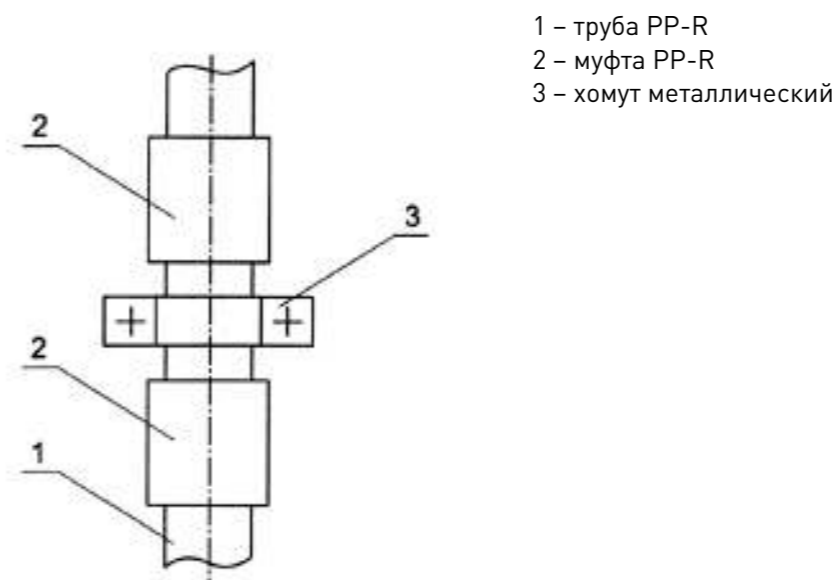 1 – труба PP-R
2 – муфта PP-R
3 – хомут металлический
2
3
2
1